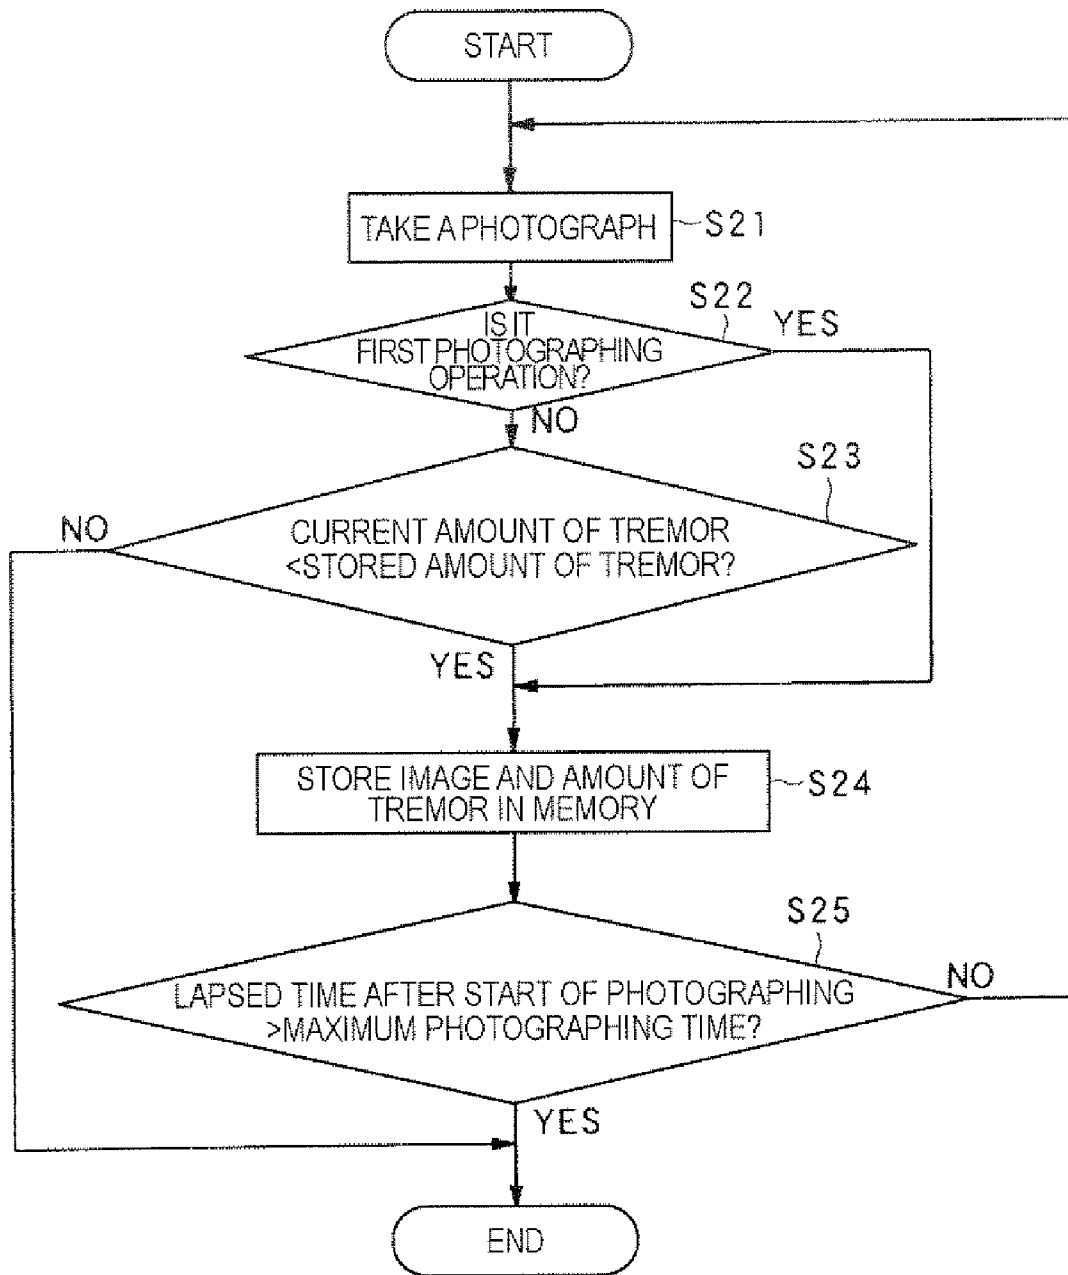 START
TAKE A PHOTOGRAPH
S21
S22
YES
IS IT
FIRST PHOTOGRAPHING
OPERATION?
NO
S23
NO
CURRENT AMOUNT OF TREMOR
<STORED AMOUNT OF TREMOR?
YES
STORE IMAGE AND AMOUNT OF
TREMOR IN MEMORY
S24
S25
NO
LAPSED TIME AFTER START OF PHOTOGRAPHING
>MAXIMUM PHOTOGRAPHING TIME?
YES
END